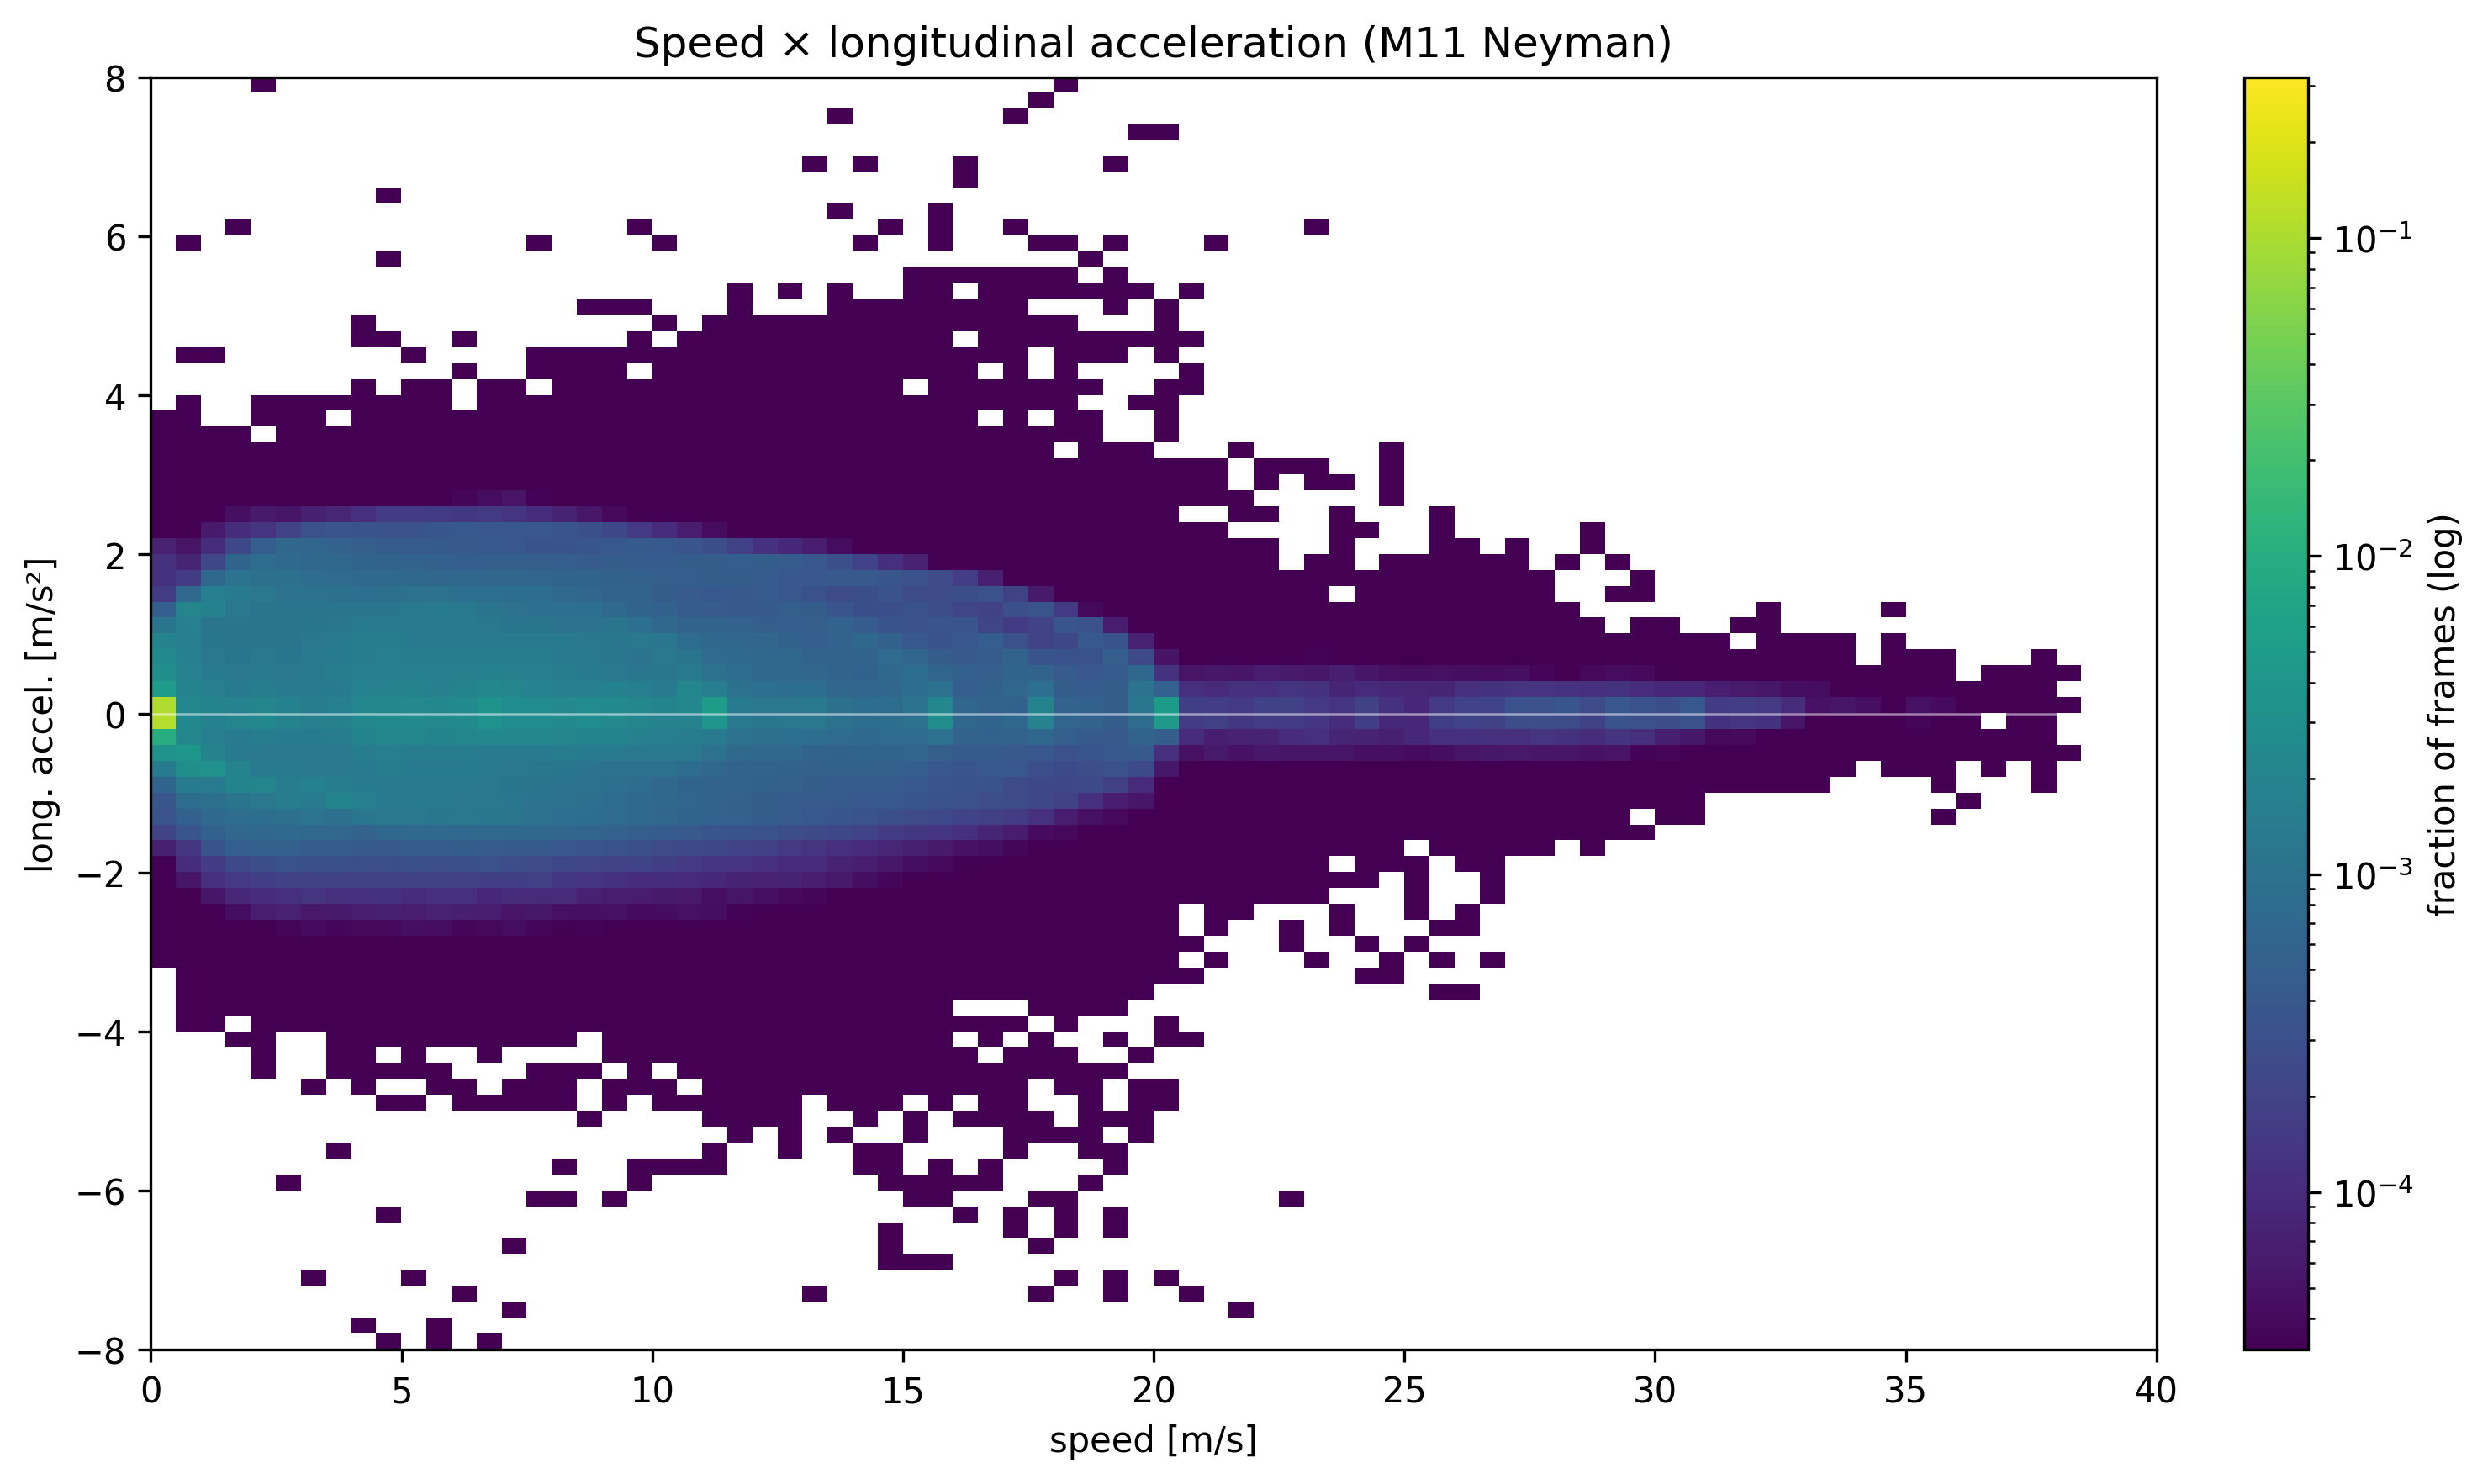 Speed × longitudinal acceleration (M11 Neyman)
8
6
4
2
0
−2
−4
−6
−8
long. accel. [m/s²]
0 5 10 15 20 25 30 35 40
speed [m/s]
10⁻¹
10⁻²
10⁻³
10⁻⁴
fraction of frames (log)